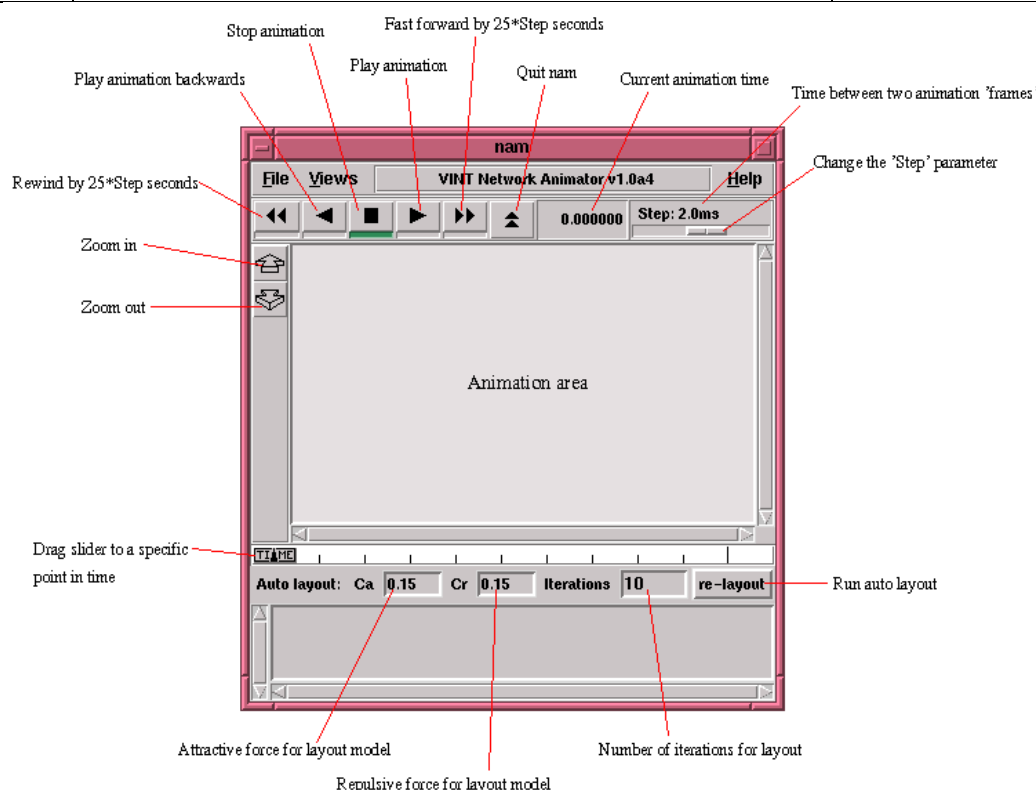 Fast forward by 25*Step seconds
Stop animation
Play animation
Quit nam
Play animation backwards
Current animation time
Time between two animation 'frames'
nam
Change the 'Step' parameter
File Views VINT Network Animator v1.0a4 Help
Rewind by 25*Step seconds
0.000000 Step: 2.0ms
Zoom in
Zoom out
Animation area
Drag slider to a specific
point in time
TIME
Auto layout: Ca 0.15 Cr 0.15 Iterations 10 re-layout
Run auto layout
Attractive force for layout model
Number of iterations for layout
Repulsive force for layout model